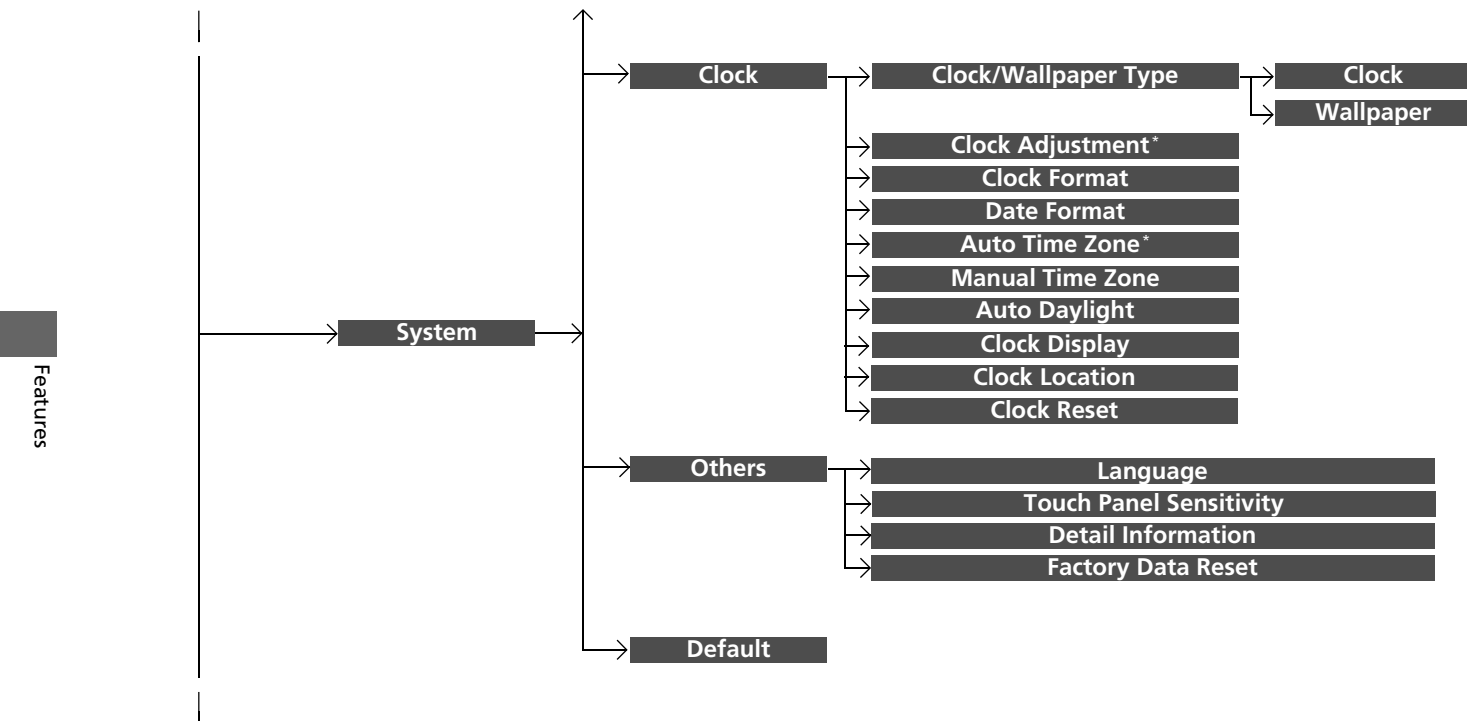 Clock
Clock/Wallpaper Type
Clock
Wallpaper
Clock Adjustment*
Clock Format
Date Format
Auto Time Zone*
Manual Time Zone
Auto Daylight
System
Clock Display
Clock Location
Clock Reset
Features
Others
Language
Touch Panel Sensitivity
Detail Information
Factory Data Reset
Default